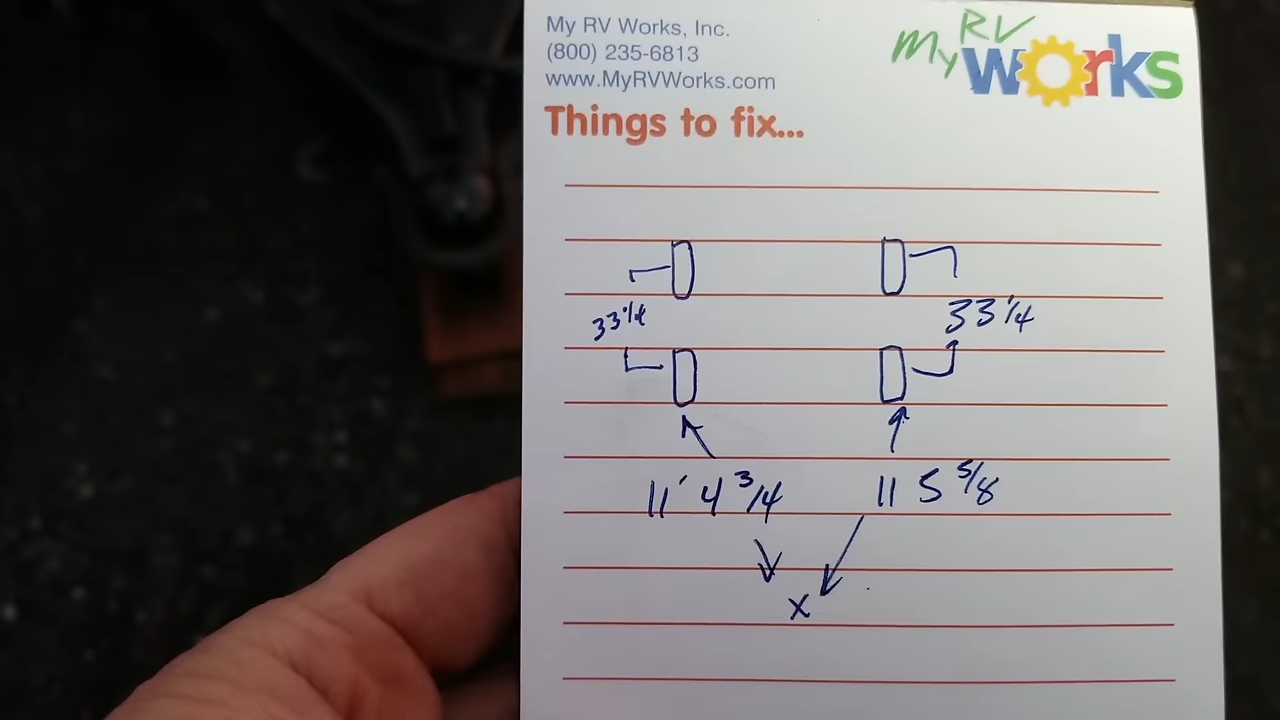 My RV Works, Inc.
(800) 235-6813
www.MyRVWorks.com
My RV Works
Things to fix...
33 1/4 33 1/4
11' 4 3/4 11 5 5/8
x